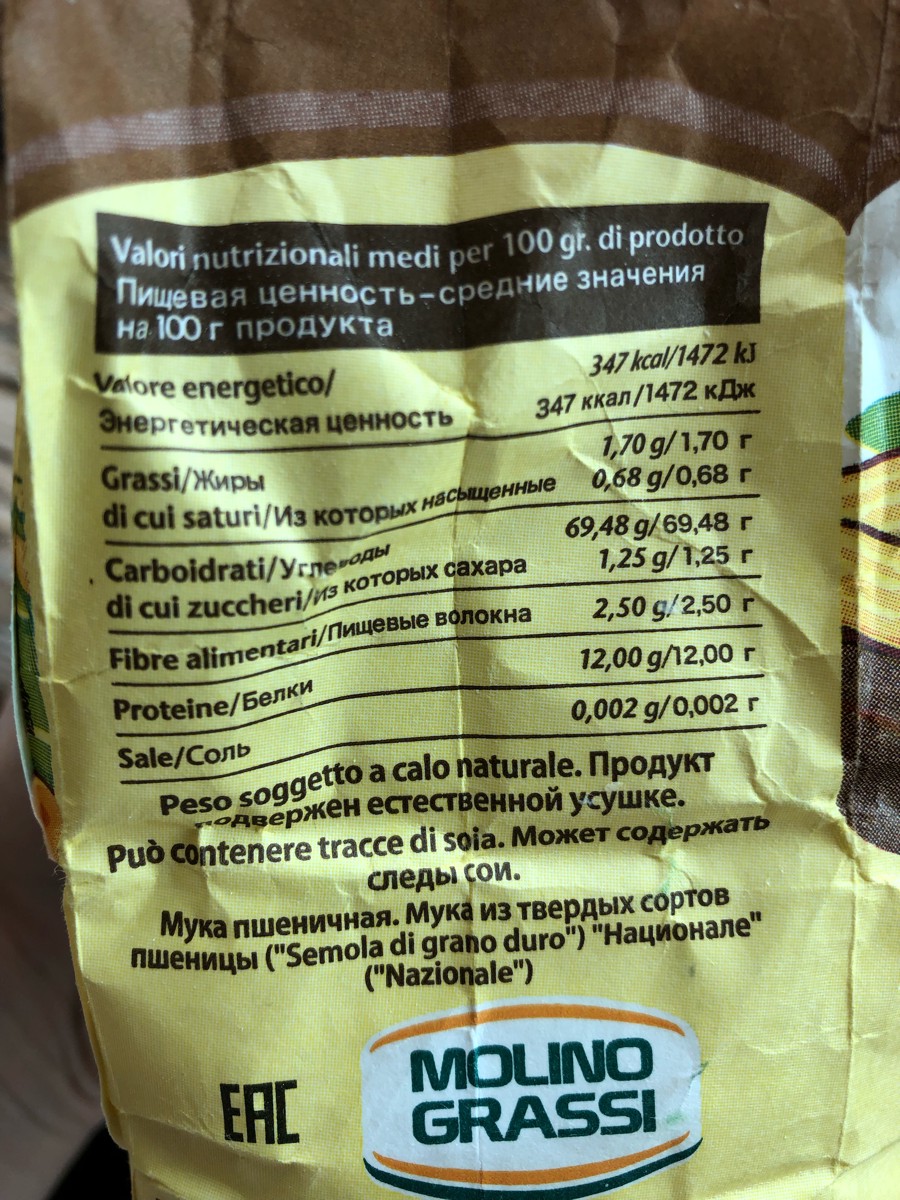 Valori nutrizionali medi per 100 gr. di prodotto
Пищевая ценность-средние значения
на 100 г продукта
Valore energetico/ 347 kcal/1472 kJ
Энергетическая ценность 347 ккал/1472 кДж
Grassi/Жиры 1,70 g/1,70 г
di cui saturi/Из которых насыщенные 0,68 g/0,68 г
Carboidrati/Углеводы 69,48 g/69,48 г
di cui zuccheri/из которых сахара 1,25 g/1,25 г
Fibre alimentari/Пищевые волокна 2,50 g/2,50 г
Proteine/Белки 12,00 g/12,00 г
Sale/Соль 0,002 g/0,002 г
Peso soggetto a calo naturale. Продукт
подвержен естественной усушке.
Può contenere tracce di soia. Может содержать
следы сои.
Мука пшеничная. Мука из твердых сортов
пшеницы ("Semola di grano duro") "Национале"
("Nazionale")
EAC
MOLINO
GRASSI